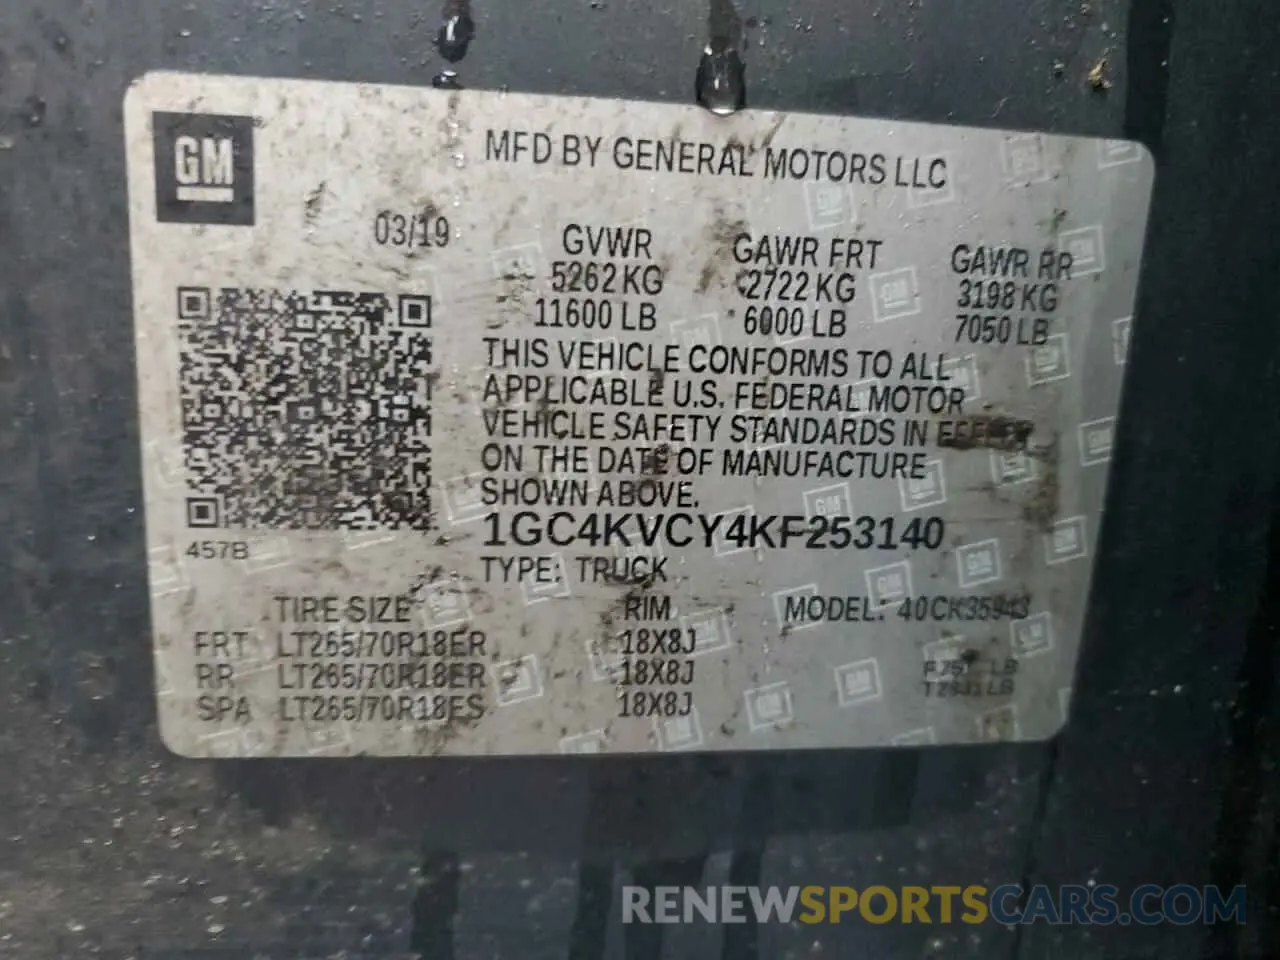 GM
MFD BY GENERAL MOTORS LLC
03/19
GVWR GAWR FRT GAWR RR
5262 KG 2722 KG 3198 KG
11600 LB 6000 LB 7050 LB
THIS VEHICLE CONFORMS TO ALL
APPLICABLE U.S. FEDERAL MOTOR
VEHICLE SAFETY STANDARDS IN EFFECT
ON THE DATE OF MANUFACTURE
SHOWN ABOVE.
1GC4KVCY4KF253140
457B
TYPE: TRUCK
TIRE SIZE RIM MODEL: 40CK35943
FRT LT265/70R18ER 18X8J
RR LT265/70R18ER 18X8J
SPA LT265/70R18ES 18X8J
RENEWSPORTSCARS.COM